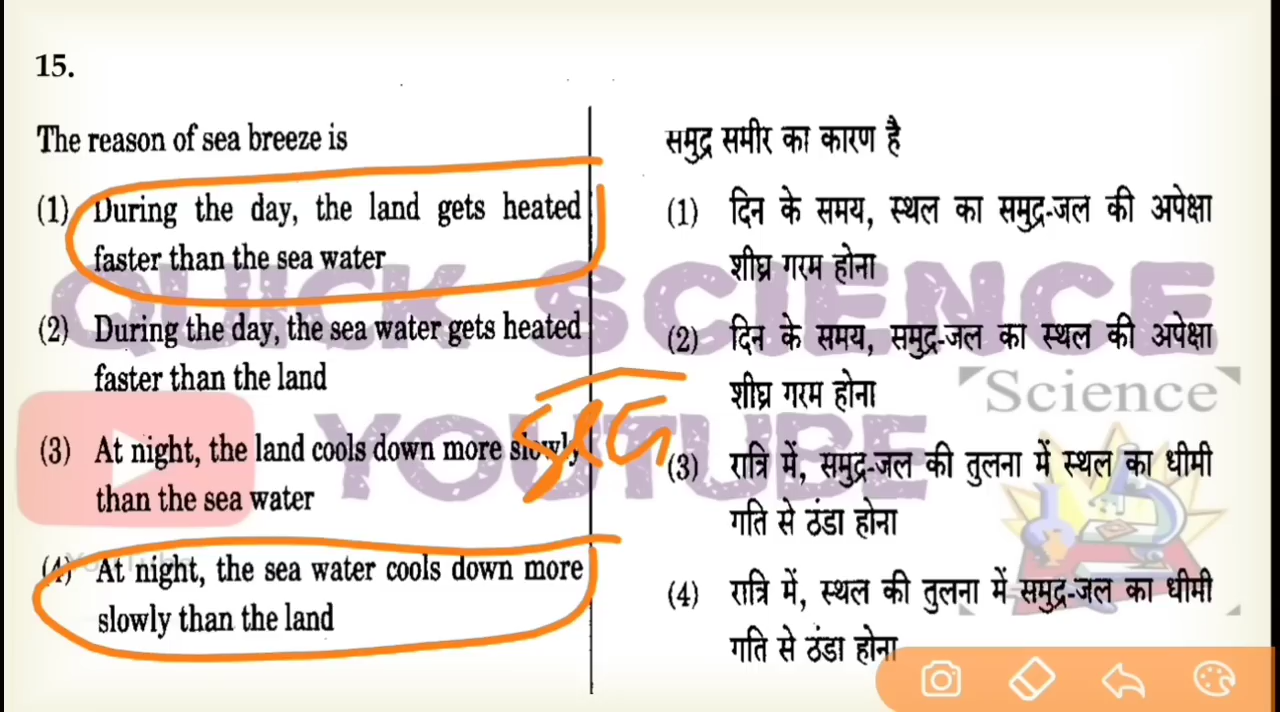 15.
The reason of sea breeze is
(1) During the day, the land gets heated
faster than the sea water
(2) During the day, the sea water gets heated
faster than the land
(3) At night, the land cools down more slowly
than the sea water
(4) At night, the sea water cools down more
slowly than the land
समुद्र समीर का कारण है
(1) दिन के समय, स्थल का समुद्र-जल की अपेक्षा
शीघ्र गरम होना
(2) दिन के समय, समुद्र-जल का स्थल की अपेक्षा
शीघ्र गरम होना
(3) रात्रि में, समुद्र-जल की तुलना में स्थल का धीमी
गति से ठंडा होना
(4) रात्रि में, स्थल की तुलना में समुद्र-जल का धीमी
गति से ठंडा होना
QUICK SCIENCE
YOUTUBE
Science
YouTube